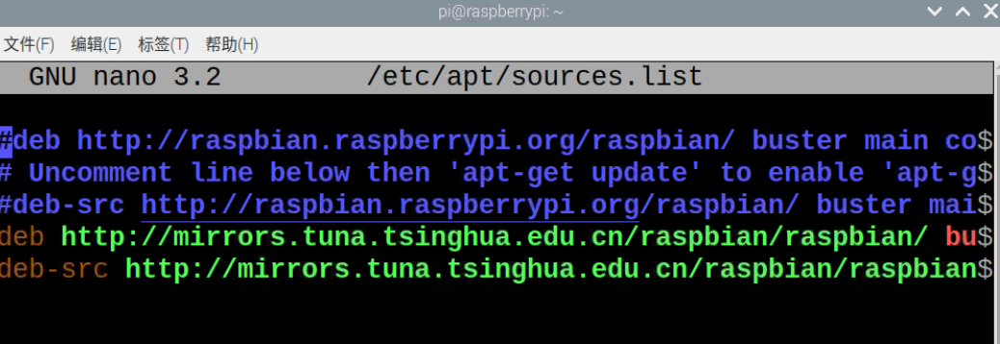 pi@raspberrypi: ~
文件(F) 编辑(E) 标签(T) 帮助(H)
GNU nano 3.2 /etc/apt/sources.list
#deb http://raspbian.raspberrypi.org/raspbian/ buster main co$
# Uncomment line below then 'apt-get update' to enable 'apt-g$
#deb-src http://raspbian.raspberrypi.org/raspbian/ buster mai$
deb http://mirrors.tuna.tsinghua.edu.cn/raspbian/raspbian/ bu$
deb-src http://mirrors.tuna.tsinghua.edu.cn/raspbian/raspbian$